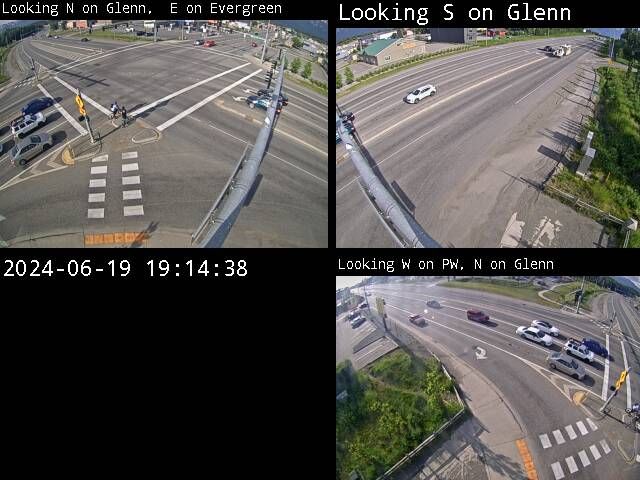 Looking N on Glenn, E on Evergreen
Looking S on Glenn
2024-06-19 19:14:38
Looking W on PW, N on Glenn